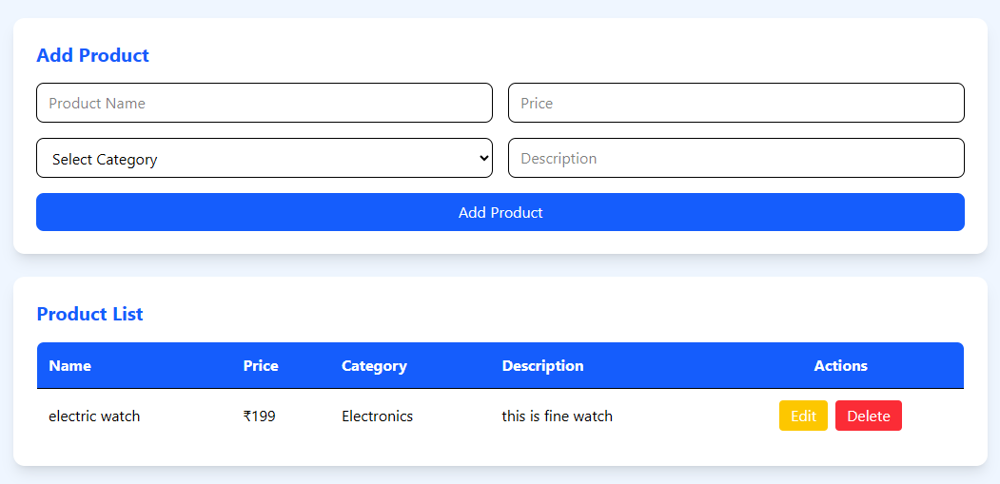 Add Product
Product Name Price
Select Category Description
Add Product
Product List
Name Price Category Description Actions
electric watch ₹199 Electronics this is fine watch Edit Delete